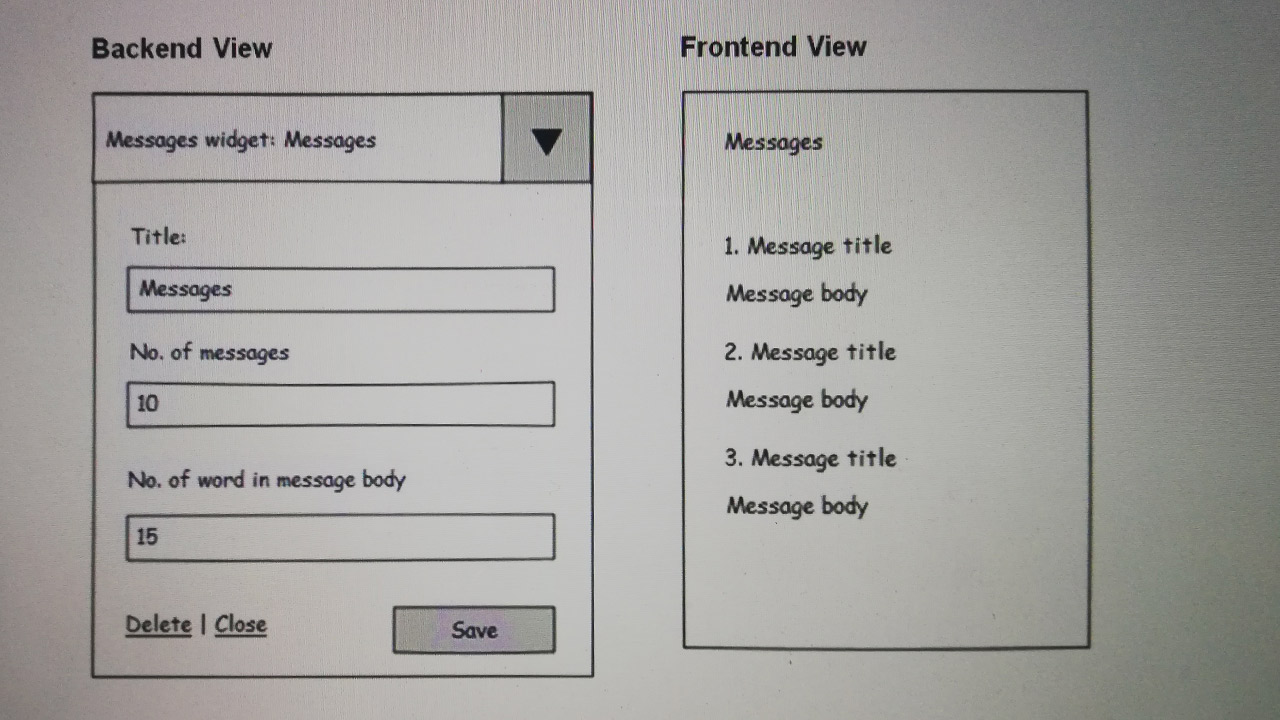 Backend View
Messages widget: Messages
Title:
Messages
No. of messages
10
No. of word in message body
15
Delete | Close
Save
Frontend View
Messages
1. Message title
Message body
2. Message title
Message body
3. Message title
Message body